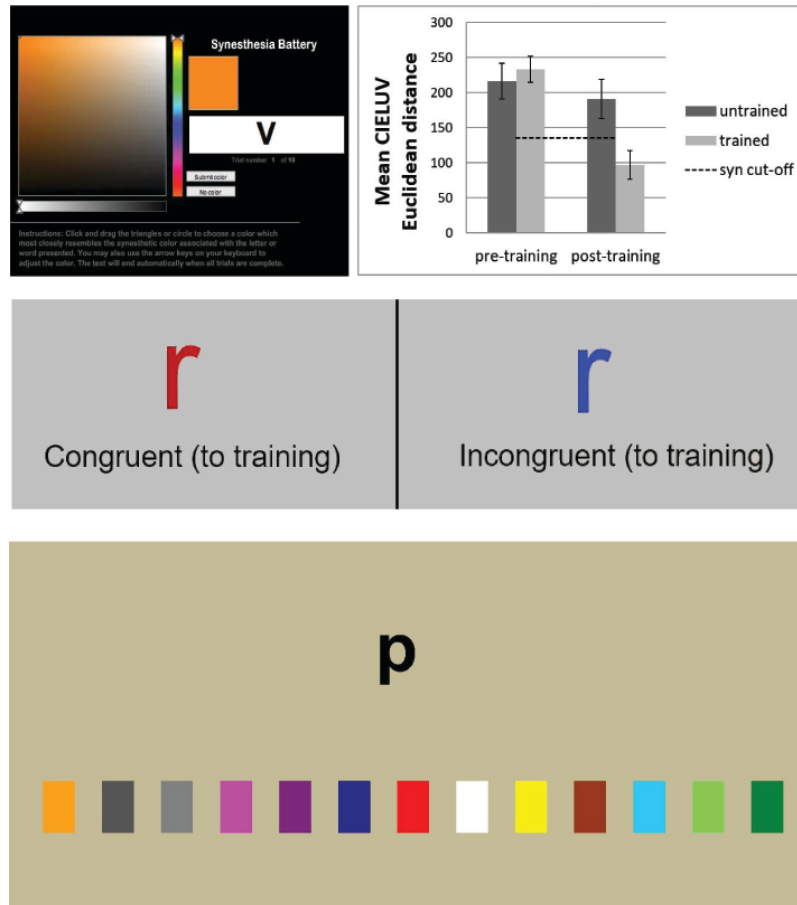 Synesthesia Battery
V
Trial number 1 of 18
Submit color
No color
Instructions: Click and drag the triangles or circle to choose a color which
most closely resembles the synesthetic color associated with the letter or
word presented. You may also use the arrow keys on your keyboard to
adjust the color. The test will end automatically when all trials are complete.
Mean CIELUV
Euclidean distance
300
250
200
150
100
50
0
pre-training post-training
untrained
trained
syn cut-off
r
Congruent (to training)
r
Incongruent (to training)
p